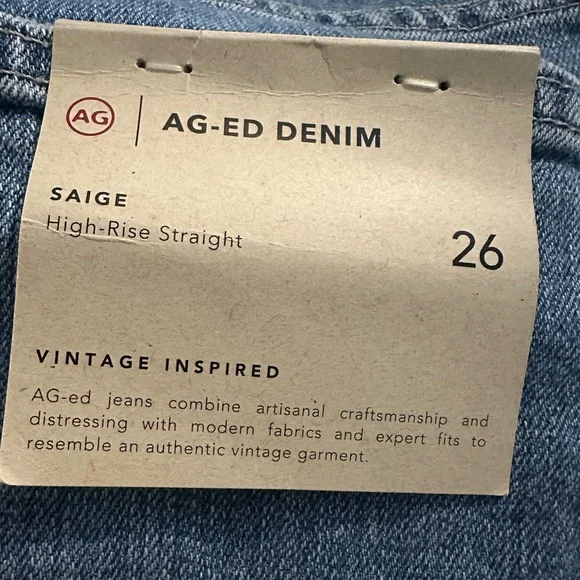 AG
AG-ED DENIM
SAIGE
High-Rise Straight
26
VINTAGE INSPIRED
AG-ed jeans combine artisanal craftsmanship and
distressing with modern fabrics and expert fits to
resemble an authentic vintage garment.